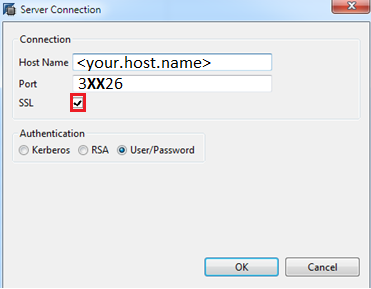 Server Connection
Connection
Host Name <your.host.name>
Port 3XX26
SSL
Authentication
Kerberos RSA User/Password
OK Cancel